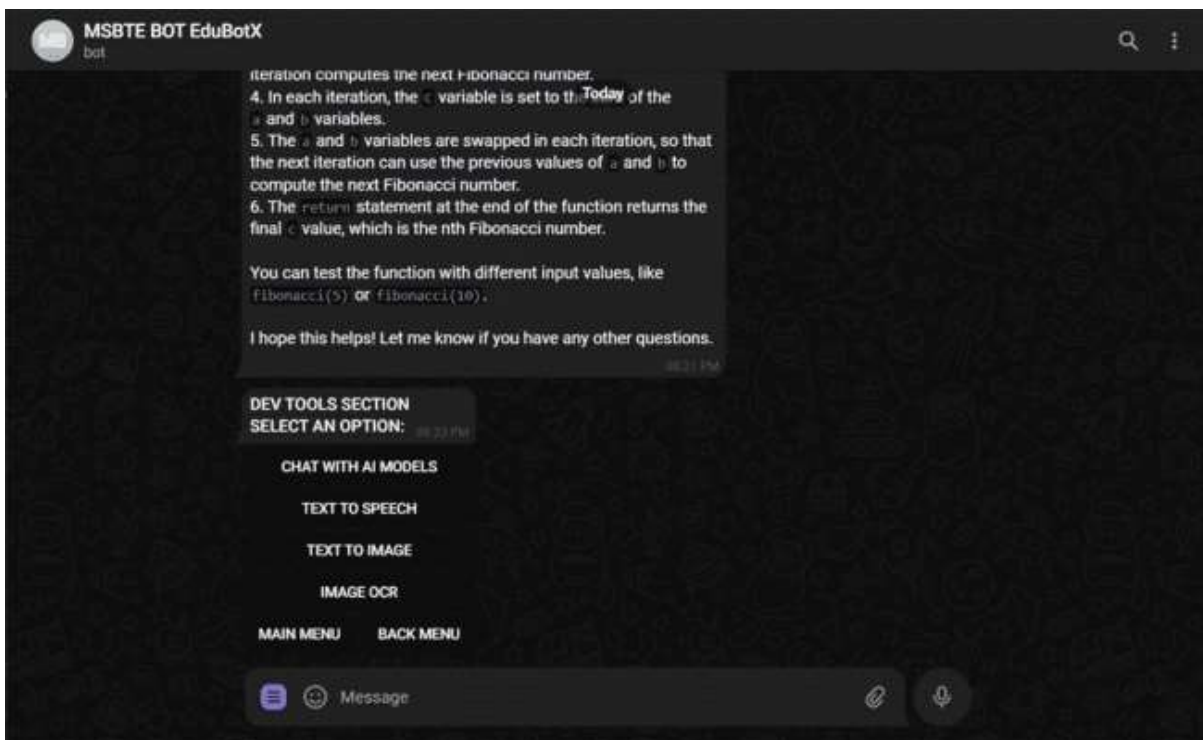 MSBTE BOT EduBotX
bot
iteration computes the next Fibonacci number.
Today
4. In each iteration, the c variable is set to the of the
a and b variables.
5. The a and b variables are swapped in each iteration, so that
the next iteration can use the previous values of a and b to
compute the next Fibonacci number.
6. The return statement at the end of the function returns the
final c value, which is the nth Fibonacci number.
You can test the function with different input values, like
fibonacci(5) or fibonacci(10).
I hope this helps! Let me know if you have any other questions.
DEV TOOLS SECTION
SELECT AN OPTION:
CHAT WITH AI MODELS
TEXT TO SPEECH
TEXT TO IMAGE
IMAGE OCR
MAIN MENU BACK MENU
Message